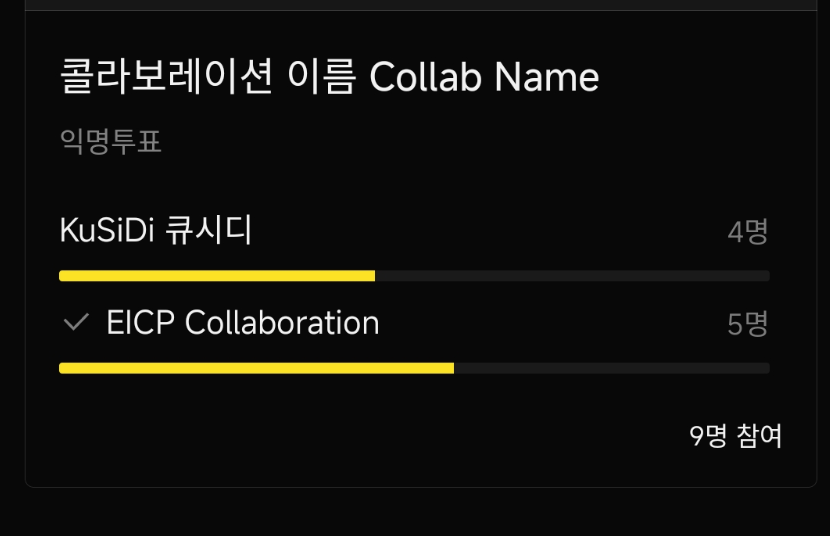 콜라보레이션 이름 Collab Name
익명투표
KuSiDi 큐시디 4명
EICP Collaboration 5명
9명 참여